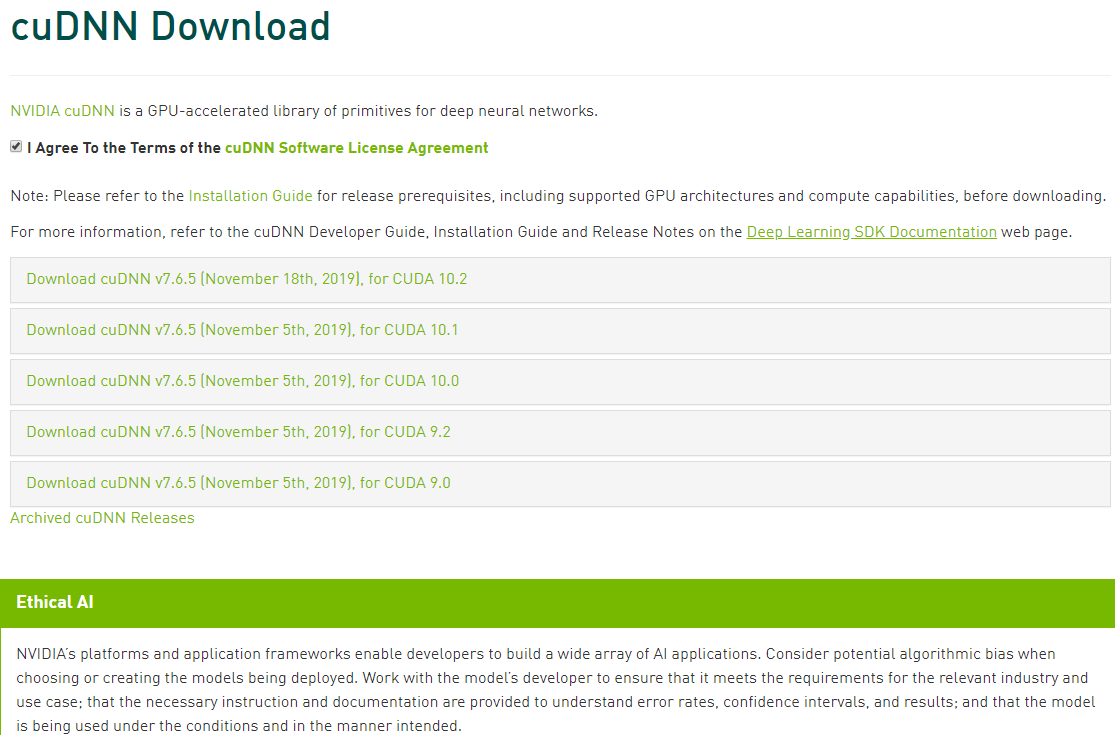 cuDNN Download
NVIDIA cuDNN is a GPU-accelerated library of primitives for deep neural networks.
I Agree To the Terms of the cuDNN Software License Agreement
Note: Please refer to the Installation Guide for release prerequisites, including supported GPU architectures and compute capabilities, before downloading.
For more information, refer to the cuDNN Developer Guide, Installation Guide and Release Notes on the Deep Learning SDK Documentation web page.
Download cuDNN v7.6.5 (November 18th, 2019), for CUDA 10.2
Download cuDNN v7.6.5 (November 5th, 2019), for CUDA 10.1
Download cuDNN v7.6.5 (November 5th, 2019), for CUDA 10.0
Download cuDNN v7.6.5 (November 5th, 2019), for CUDA 9.2
Download cuDNN v7.6.5 (November 5th, 2019), for CUDA 9.0
Archived cuDNN Releases
Ethical AI
NVIDIA's platforms and application frameworks enable developers to build a wide array of AI applications. Consider potential algorithmic bias when
choosing or creating the models being deployed. Work with the model's developer to ensure that it meets the requirements for the relevant industry and
use case; that the necessary instruction and documentation are provided to understand error rates, confidence intervals, and results; and that the model
is being used under the conditions and in the manner intended.